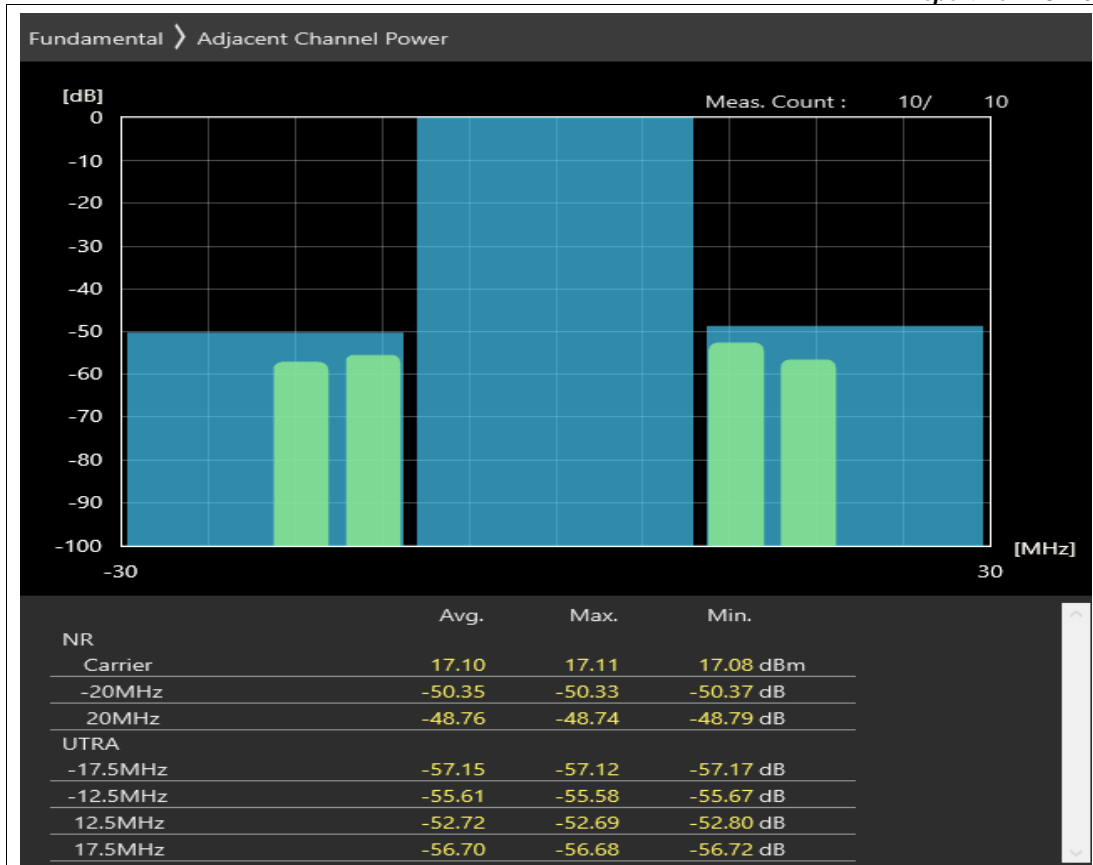 Fundamental 〉 Adjacent Channel Power
[dB]
Meas. Count : 10/ 10
0
-10
-20
-30
-40
-50
-60
-70
-80
-90
-100
[MHz]
-30 30
Avg. Max. Min.
NR
Carrier 17.10 17.11 17.08 dBm
-20MHz -50.35 -50.33 -50.37 dB
20MHz -48.76 -48.74 -48.79 dB
UTRA
-17.5MHz -57.15 -57.12 -57.17 dB
-12.5MHz -55.61 -55.58 -55.67 dB
12.5MHz -52.72 -52.69 -52.80 dB
17.5MHz -56.70 -56.68 -56.72 dB